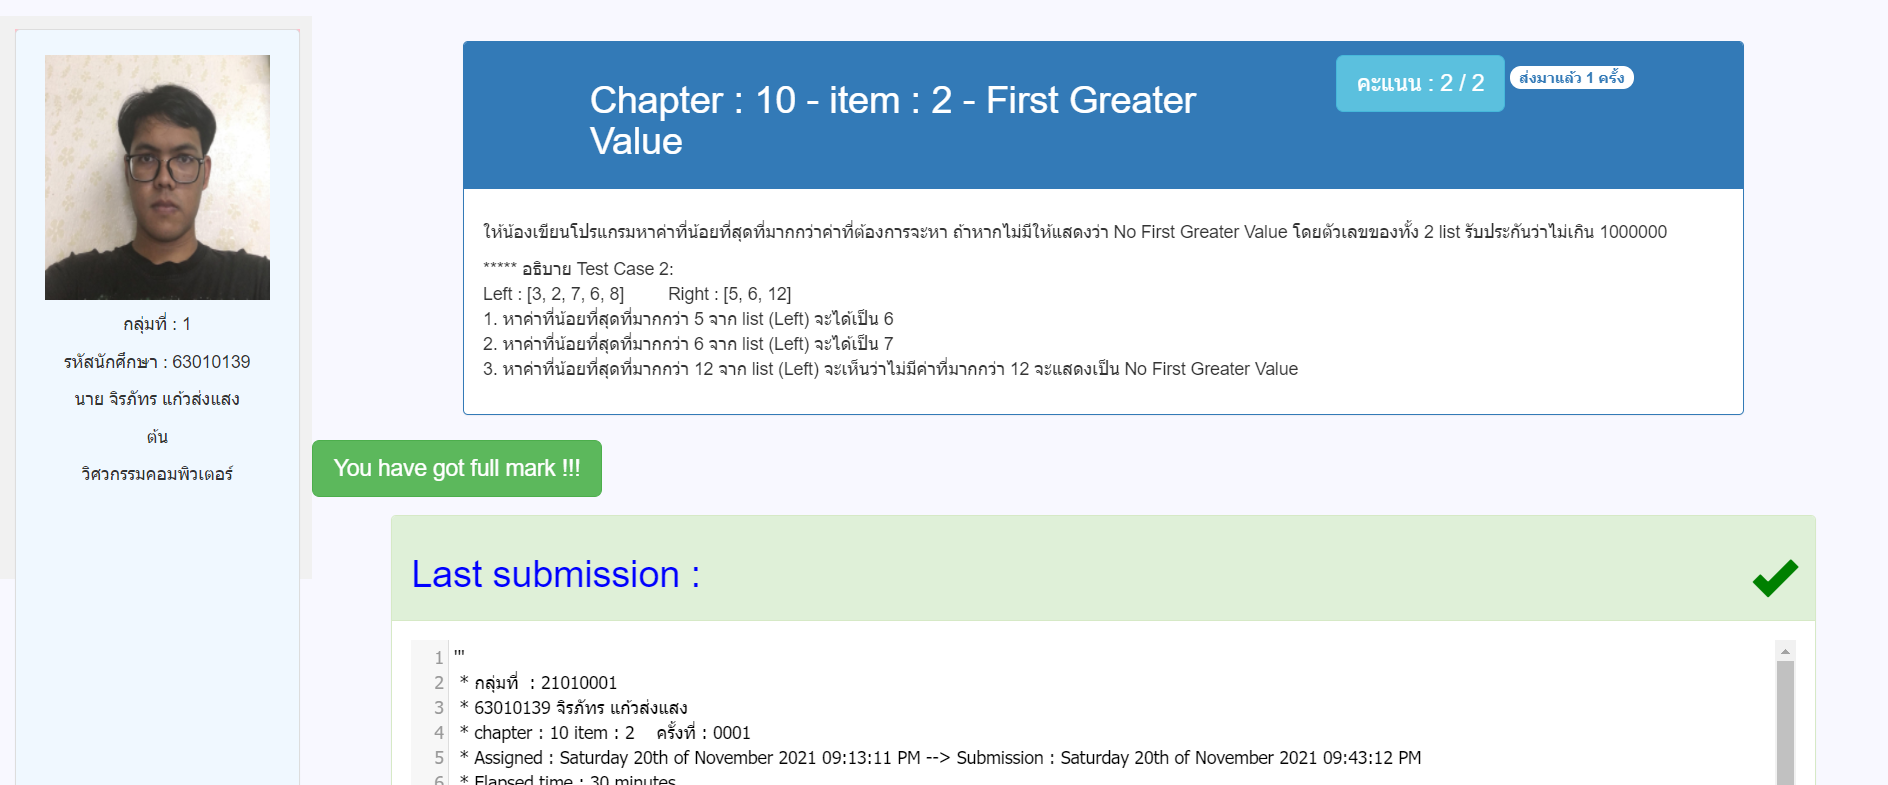 กลุ่มที่ : 1
รหัสนักศึกษา : 63010139
นาย จิรภัทร แก้วส่งแสง
ต้น
วิศวกรรมคอมพิวเตอร์
Chapter : 10 - item : 2 - First Greater
Value
คะแนน : 2 / 2
ส่งมาแล้ว 1 ครั้ง
ให้น้องเขียนโปรแกรมหาค่าที่น้อยที่สุดที่มากกว่าค่าที่ต้องการจะหา ถ้าหากไม่มีให้แสดงว่า No First Greater Value โดยตัวเลขของทั้ง 2 list รับประกันว่าไม่เกิน 1000000
***** อธิบาย Test Case 2:
Left : [3, 2, 7, 6, 8] Right : [5, 6, 12]
1. หาค่าที่น้อยที่สุดที่มากกว่า 5 จาก list (Left) จะได้เป็น 6
2. หาค่าที่น้อยที่สุดที่มากกว่า 6 จาก list (Left) จะได้เป็น 7
3. หาค่าที่น้อยที่สุดที่มากกว่า 12 จาก list (Left) จะเห็นว่าไม่มีค่าที่มากกว่า 12 จะแสดงเป็น No First Greater Value
You have got full mark !!!
Last submission :
1 '''
2 * กลุ่มที่ : 21010001
3 * 63010139 จิรภัทร แก้วส่งแสง
4 * chapter : 10 item : 2 ครั้งที่ : 0001
5 * Assigned : Saturday 20th of November 2021 09:13:11 PM --> Submission : Saturday 20th of November 2021 09:43:12 PM
6 * Elapsed time : 30 minutes.